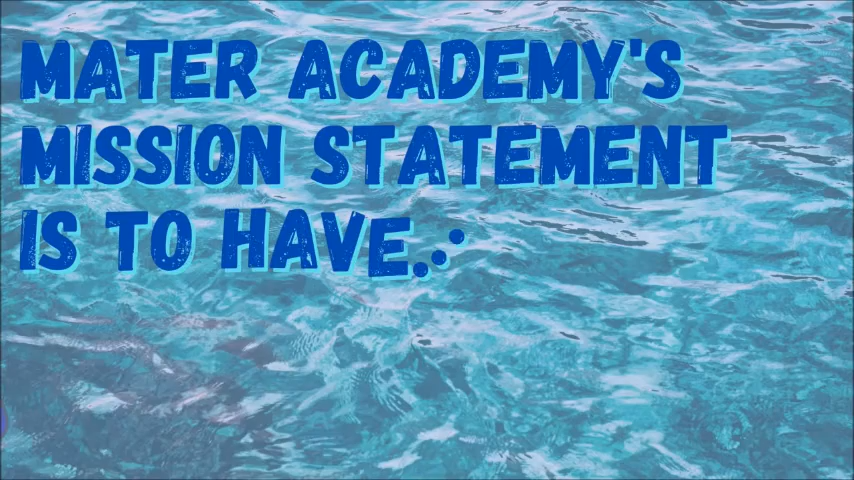 MATER ACADEMY'S
MISSION STATEMENT
IS TO HAVE...